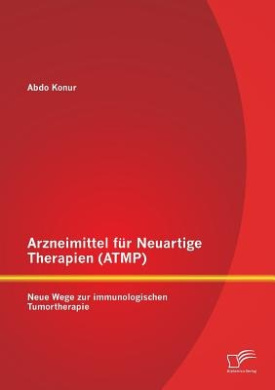 Abdo Konur
Arzneimittel für Neuartige
Therapien (ATMP)
Neue Wege zur immunologischen
Tumortherapie